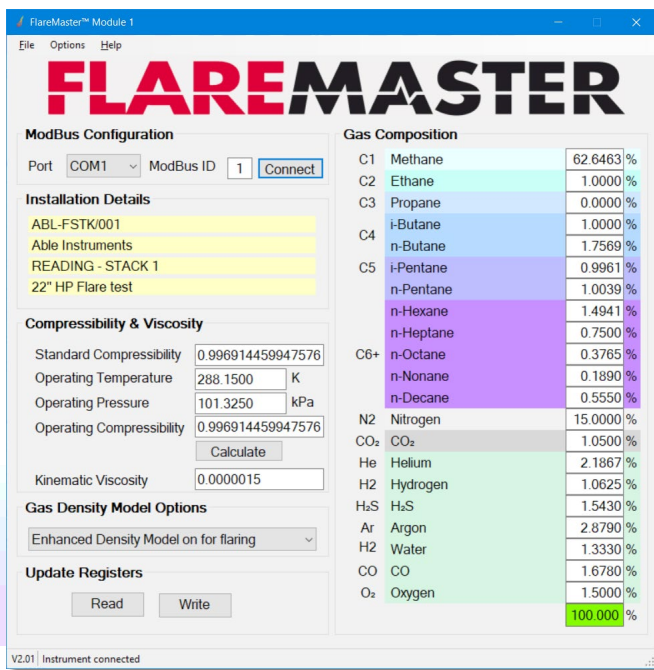 FlareMaster™ Module 1
File Options Help
FLAREMASTER
ModBus Configuration
Port COM1 ModBus ID 1 Connect
Installation Details
ABL-FSTK/001
Able Instruments
READING - STACK 1
22" HP Flare test
Compressibility & Viscosity
Standard Compressibility 0.996914459947576
Operating Temperature 288.1500 K
Operating Pressure 101.3250 kPa
Operating Compressibility 0.996914459947576
Calculate
Kinematic Viscosity 0.0000015
Gas Density Model Options
Enhanced Density Model on for flaring
Update Registers
Read Write
Gas Composition
C1 Methane 62.6463 %
C2 Ethane 1.0000 %
C3 Propane 0.0000 %
C4 i-Butane 1.0000 %
n-Butane 1.7569 %
C5 i-Pentane 0.9961 %
n-Pentane 1.0039 %
n-Hexane 1.4941 %
n-Heptane 0.7500 %
C6+ n-Octane 0.3765 %
n-Nonane 0.1890 %
n-Decane 0.5550 %
N2 Nitrogen 15.0000 %
CO₂ CO₂ 1.0500 %
He Helium 2.1867 %
H2 Hydrogen 1.0625 %
H₂S H₂S 1.5430 %
Ar Argon 2.8790 %
H2 Water 1.3330 %
CO CO 1.6780 %
O₂ Oxygen 1.5000 %
100.000 %
V2.01 Instrument connected